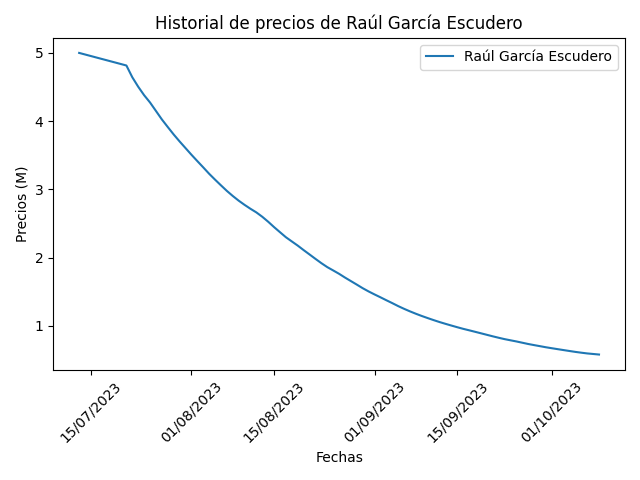 Historial de precios de Raúl García Escudero
Raúl García Escudero
Precios (M)
5
4
3
2
1
15/07/2023
01/08/2023
15/08/2023
01/09/2023
15/09/2023
01/10/2023
Fechas